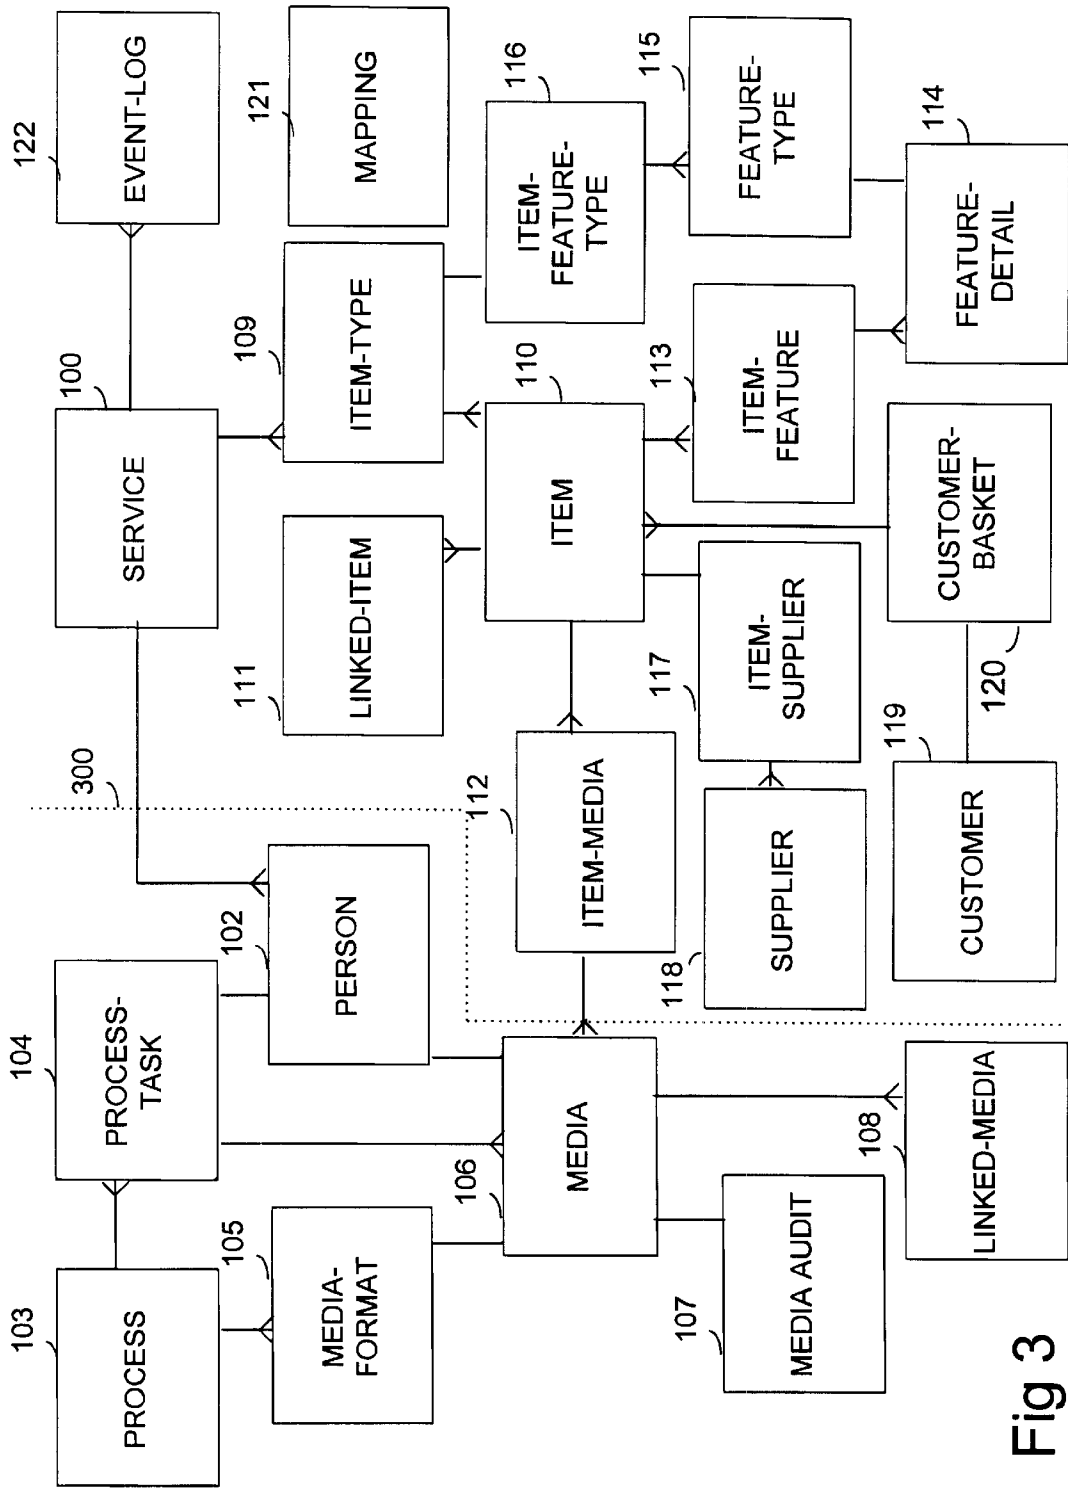 103
PROCESS
104
PROCESS-
TASK
100
SERVICE
122
EVENT-LOG
105
MEDIA-
FORMAT
102
PERSON
300
111
LINKED-ITEM
109
ITEM-TYPE
121
MAPPING
106
MEDIA
112
ITEM-MEDIA
110
ITEM
116
ITEM-
FEATURE-
TYPE
107
MEDIA AUDIT
118
SUPPLIER
117
ITEM-
SUPPLIER
113
ITEM-
FEATURE
115
FEATURE-
TYPE
108
LINKED-MEDIA
119
CUSTOMER
120
CUSTOMER-
BASKET
114
FEATURE-
DETAIL
Fig 3